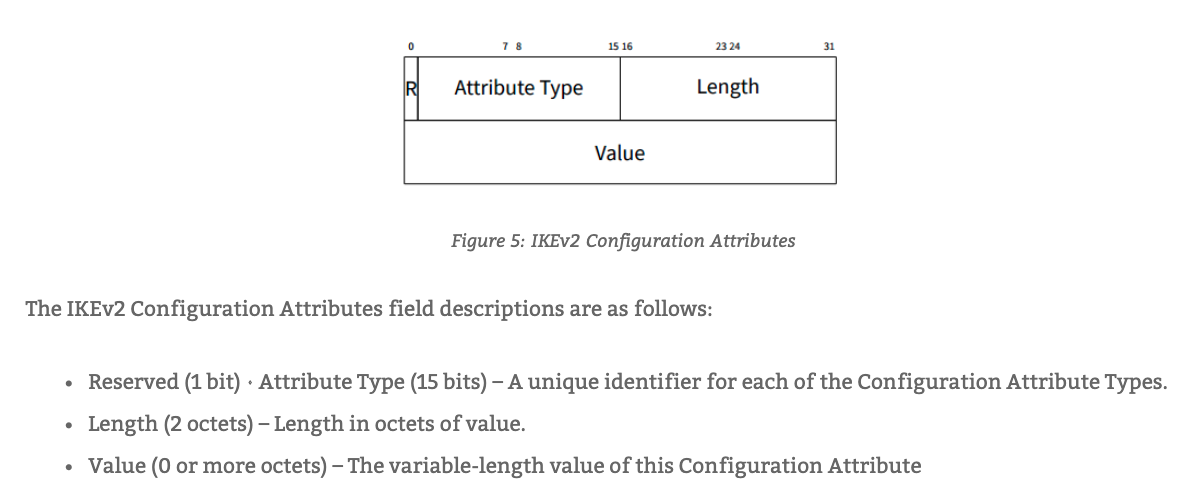 0 7 8 15 16 23 24 31
R Attribute Type Length
Value
Figure 5: IKEv2 Configuration Attributes
The IKEv2 Configuration Attributes field descriptions are as follows:
• Reserved (1 bit) · Attribute Type (15 bits) – A unique identifier for each of the Configuration Attribute Types.
• Length (2 octets) – Length in octets of value.
• Value (0 or more octets) – The variable-length value of this Configuration Attribute